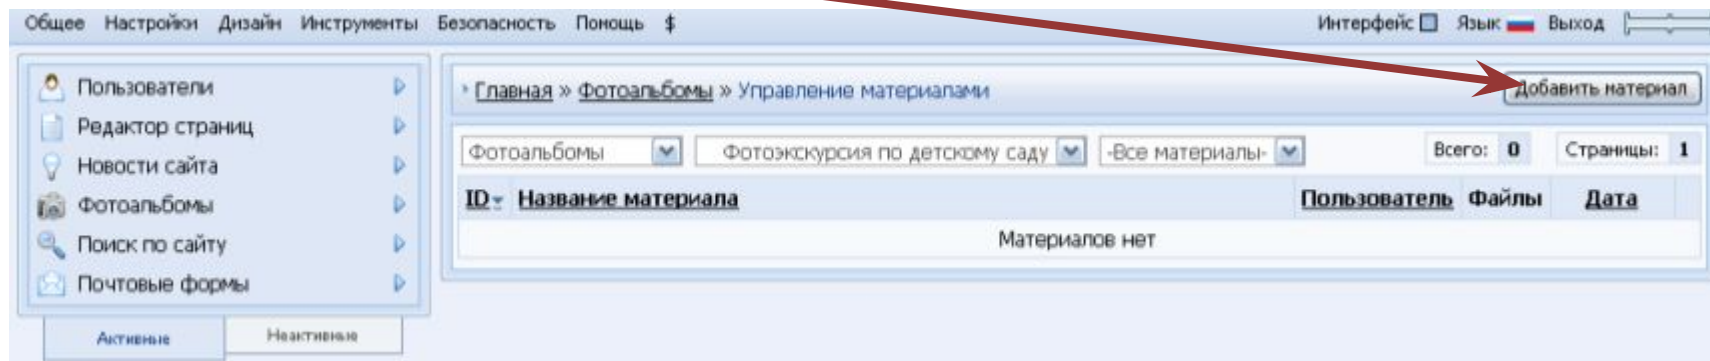 Общее Настройки Дизайн Инструменты Безопасность Помощь $ Интерфейс Язык Выход
Пользователи
Редактор страниц
Новости сайта
Фотоальбомы
Поиск по сайту
Почтовые формы
Активные Неактивные
Главная » Фотоальбомы » Управление материалами Добавить материал
Фотоальбомы Фотоэкскурсия по детскому саду -Все материалы- Всего: 0 Страницы: 1
ID Название материала Пользователь Файлы Дата
Материалов нет